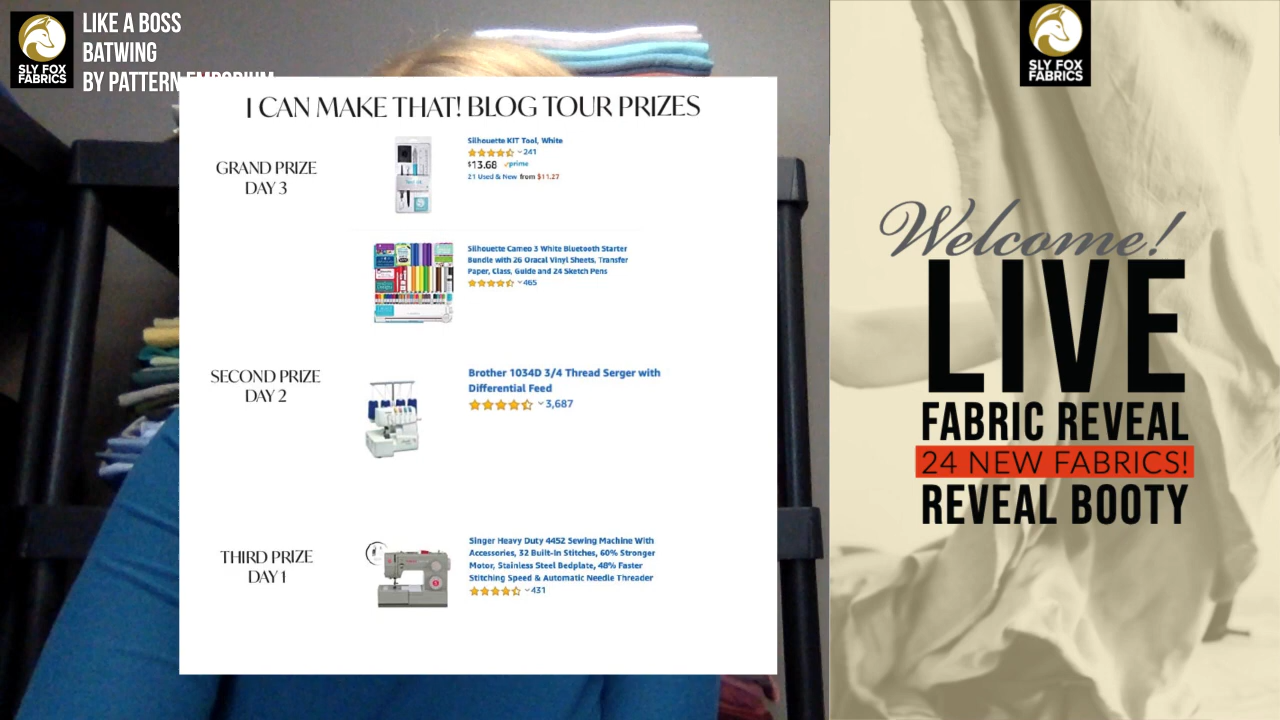 SLY FOX
FABRICS
LIKE A BOSS
BATWING
BY PATTERN EMPORIUM
I CAN MAKE THAT! BLOG TOUR PRIZES
GRAND PRIZE
DAY 3
Silhouette KIT Tool, White
241
$13.68 prime
21 Used & New from $11.27
Silhouette Cameo 3 White Bluetooth Starter
Bundle with 26 Oracal Vinyl Sheets, Transfer
Paper, Class, Guide and 24 Sketch Pens
465
SECOND PRIZE
DAY 2
Brother 1034D 3/4 Thread Serger with
Differential Feed
3,687
THIRD PRIZE
DAY 1
Singer Heavy Duty 4452 Sewing Machine With
Accessories, 32 Built-In Stitches, 60% Stronger
Motor, Stainless Steel Bedplate, 48% Faster
Stitching Speed & Automatic Needle Threader
431
SLY FOX
FABRICS
Welcome!
LIVE
FABRIC REVEAL
24 NEW FABRICS!
REVEAL BOOTY